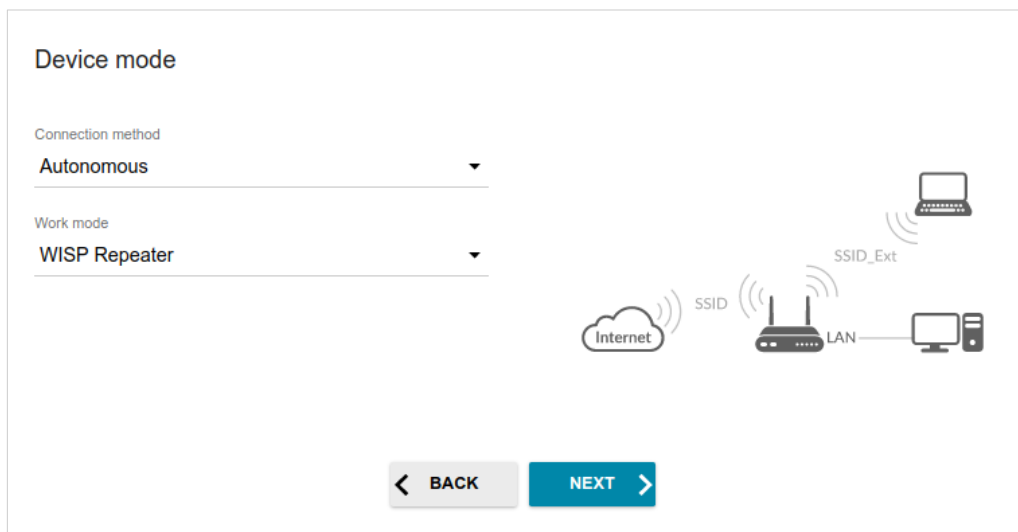 Device mode
Connection method
Autonomous
Work mode
WISP Repeater
SSID_Ext
SSID
Internet
LAN
BACK
NEXT